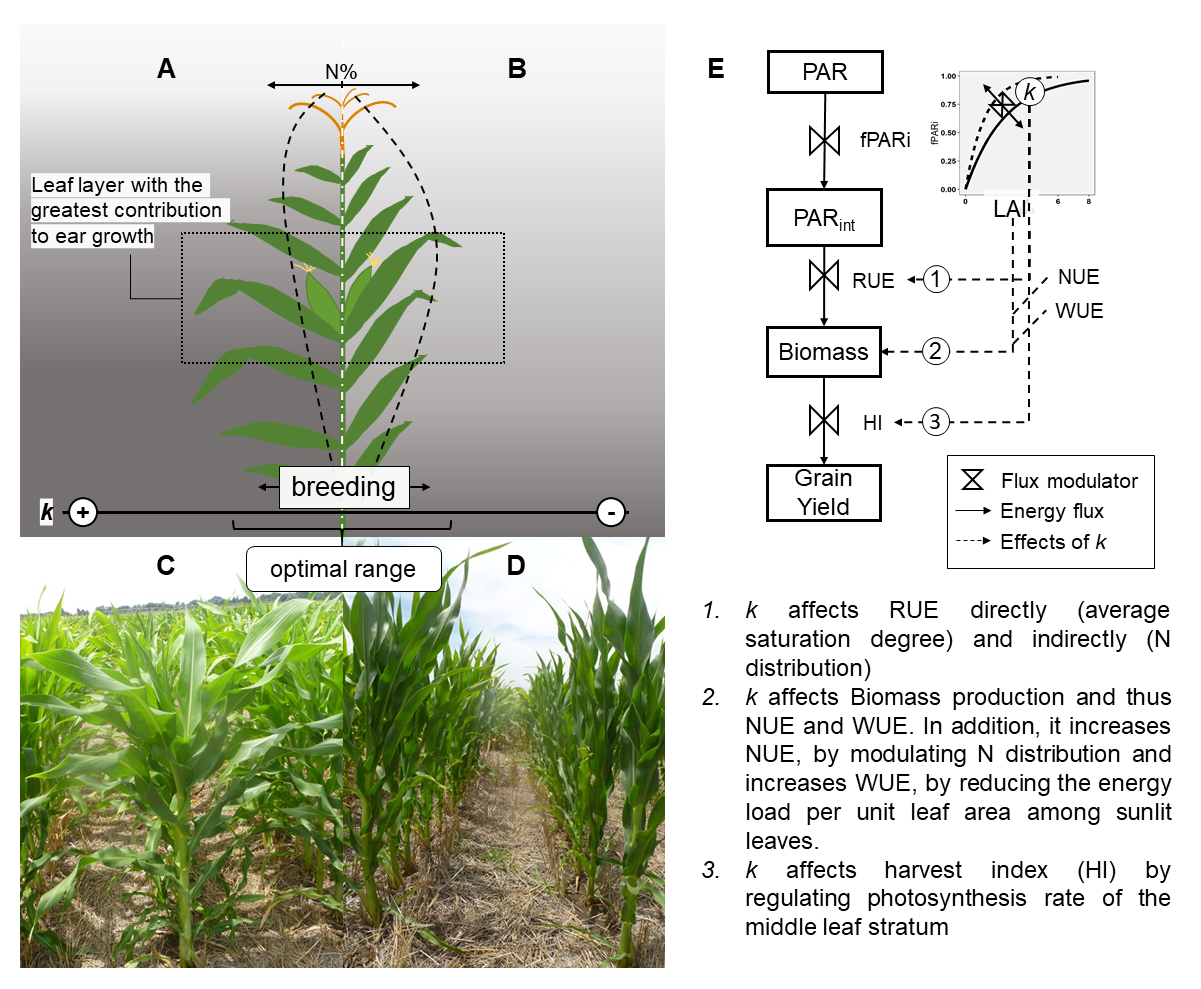 A
B
N%
Leaf layer with the
greatest contribution
to ear growth
breeding
k
+
-
optimal range
C
D
E
PAR
fPARi
PARint
RUE
1
NUE
WUE
Biomass
2
HI
3
Grain
Yield
1.00
0.75
0.50
0.25
0.00
fPARi
k
0
6
8
LAI
Flux modulator
Energy flux
Effects of k
1. k affects RUE directly (average
saturation degree) and indirectly (N
distribution)
2. k affects Biomass production and thus
NUE and WUE. In addition, it increases
NUE, by modulating N distribution and
increases WUE, by reducing the energy
load per unit leaf area among sunlit
leaves.
3. k affects harvest index (HI) by
regulating photosynthesis rate of the
middle leaf stratum